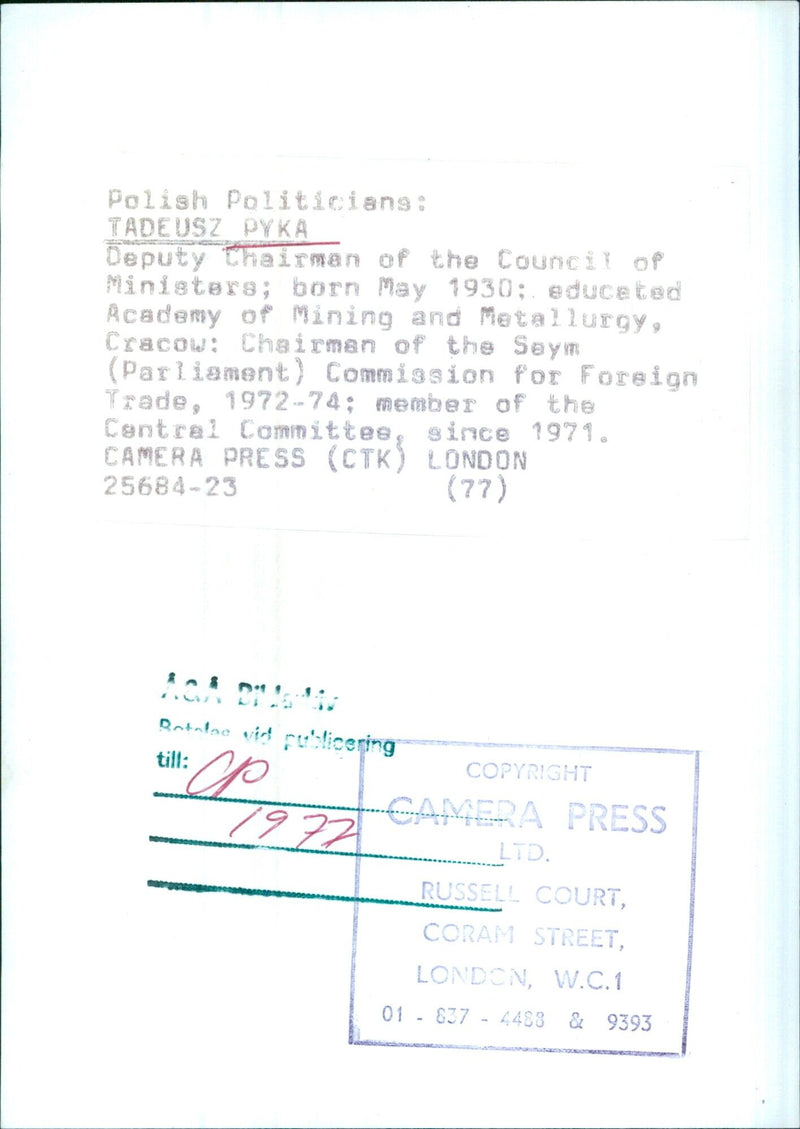 Polish Politicians:
TADEUSZ PYKA
Deputy Chairman of the Council of
Ministers; born May 1930; educated
Academy of Mining and Metallurgy,
Cracow: Chairman of the Seym
(Parliament) Commission for Foreign
Trade, 1972-74; member of the
Central Committee, since 1971.
CAMERA PRESS (CTK) LONDON
25684-23 (77)
Å&Å Bildarkiv
Betalas vid publicering
till: CP
1977
COPYRIGHT
CAMERA PRESS
LTD.
RUSSELL COURT,
CORAM STREET,
LONDON, W.C.1
01 - 837 - 4488 & 9393